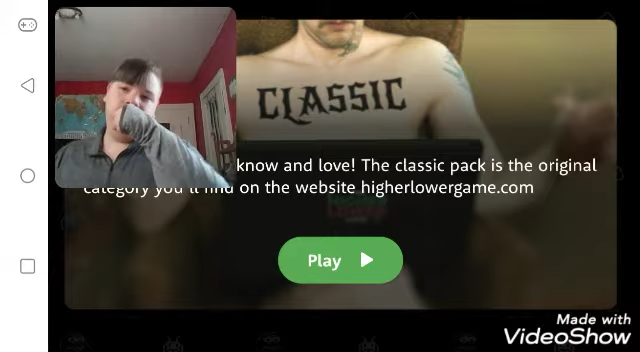 CLASSIC
know and love! The classic pack is the original
category you'll find on the website higherlowergame.com
Play
Made with
VideoShow